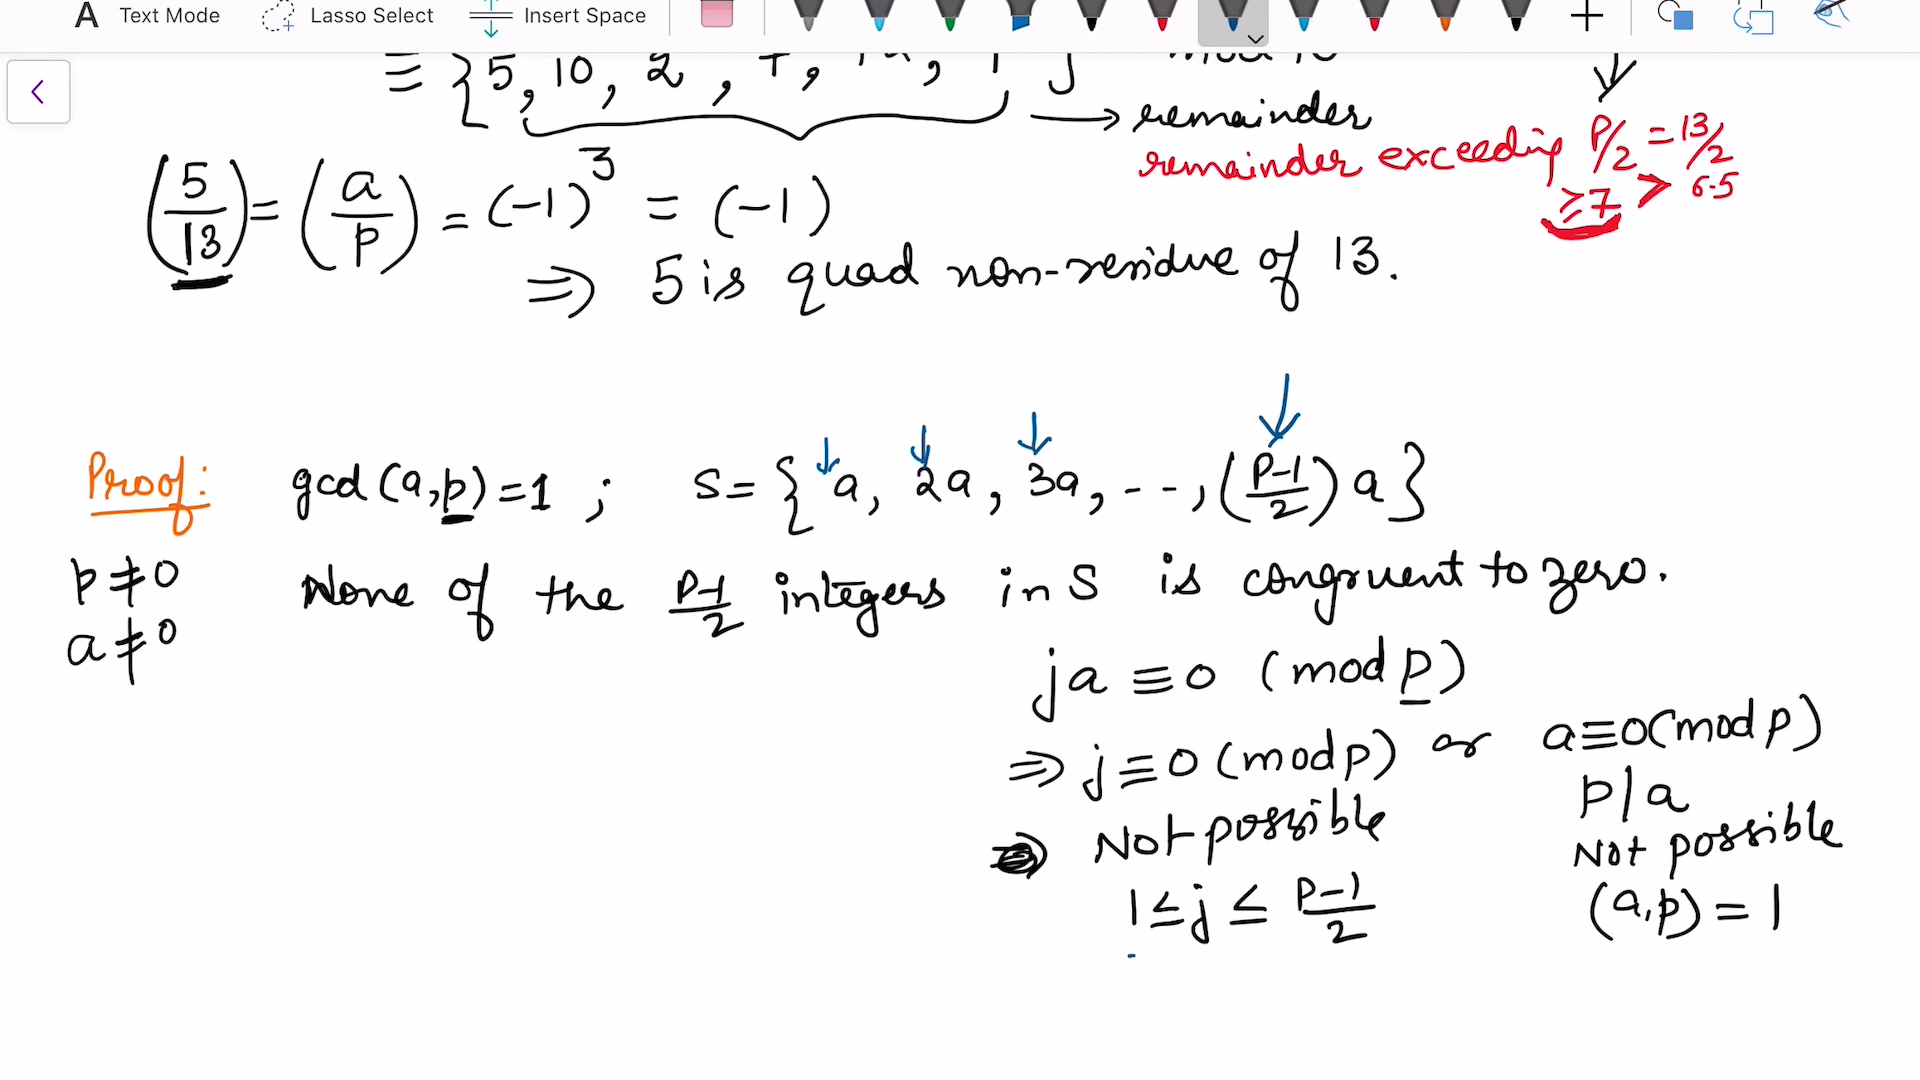 A Text Mode Lasso Select Insert Space
≡ {5, 10, 2,
→ remainder
remainder exceeding P/2 = 13/2
≥7 > 6.5
(5/13) = (a/p) = (-1)^3 = (-1)
⇒ 5 is quad non-residue of 13.
Proof: gcd(a,p)=1 ; S= {a, 2a, 3a, - - , (P-1/2) a}
p≠0 None of the P-1/2 integers in S is congruent to zero.
a≠0
ja ≡ 0 (mod p)
⇒ j ≡ 0 (mod p) or a≡0(mod p)
p|a
Not possible Not possible
1 ≤ j ≤ P-1/2 (a,p) = 1